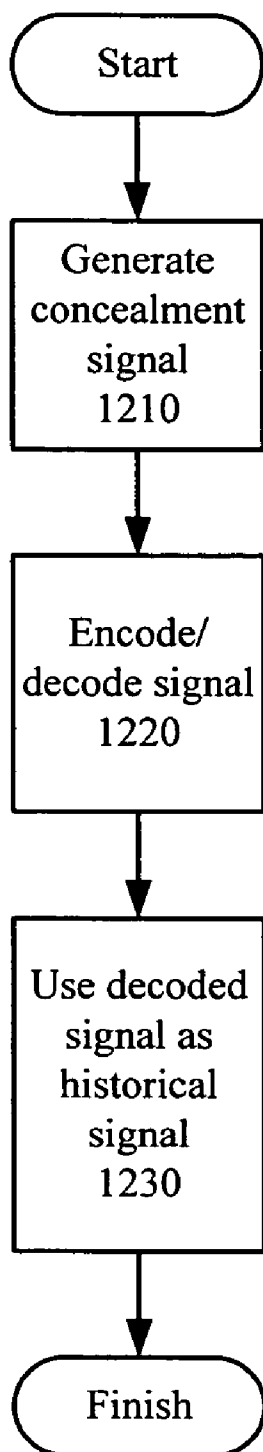 Start
Generate
concealment
signal
1210
Encode/
decode signal
1220
Use decoded
signal as
historical
signal
1230
Finish